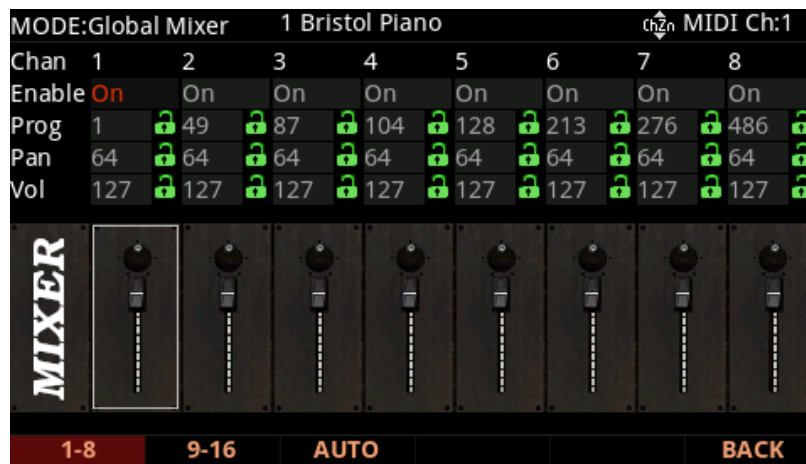 MODE:Global Mixer 1 Bristol Piano ChZn MIDI Ch:1
Chan 1 2 3 4 5 6 7 8
Enable On On On On On On On On
Prog 1 49 87 104 128 213 276 486
Pan 64 64 64 64 64 64 64 64
Vol 127 127 127 127 127 127 127 127
MIXER
1-8 9-16 AUTO BACK